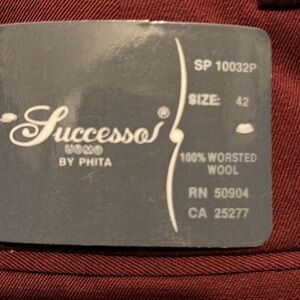 Successo®
UOMO
BY PHITA
SP 10032P
SIZE: 42
100% WORSTED
WOOL
RN 50904
CA 25277